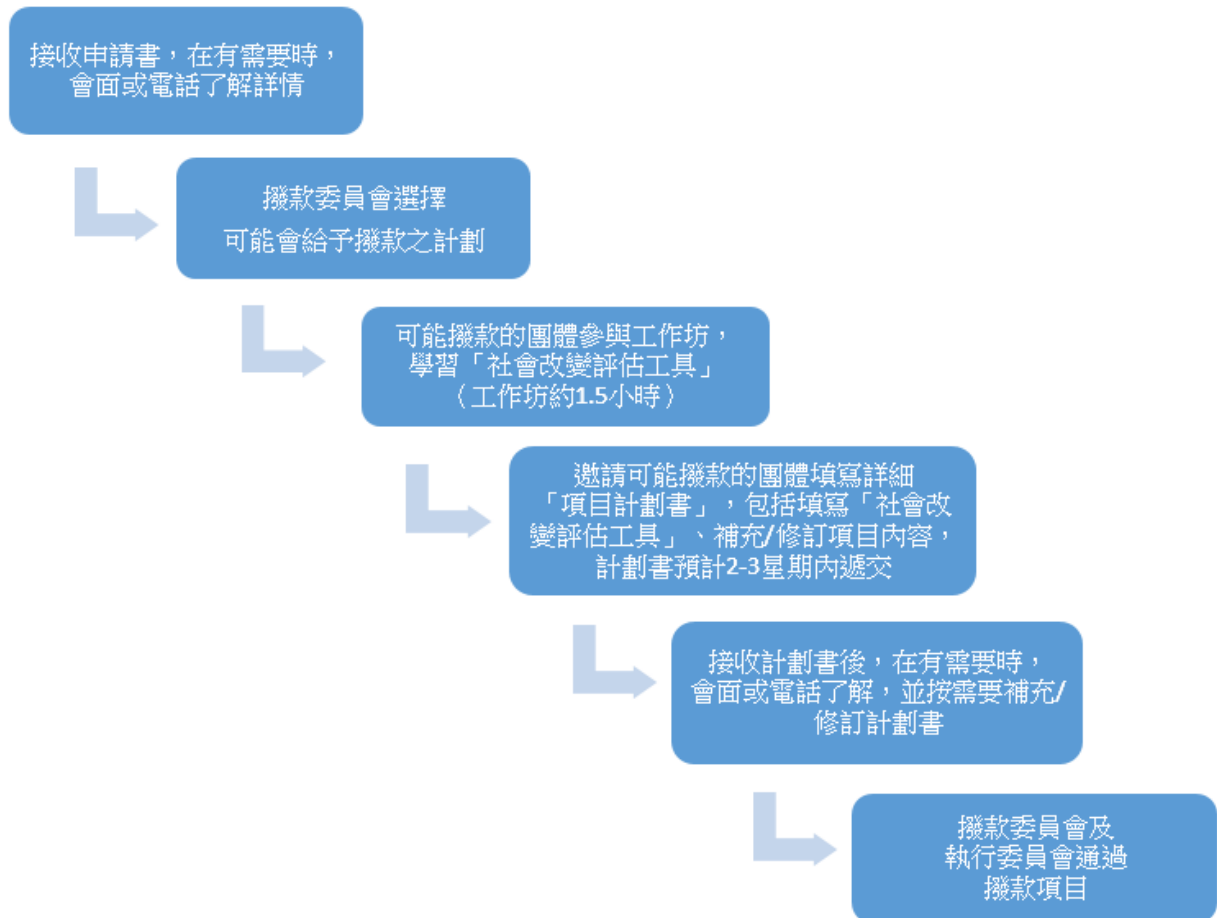 接收申請書，在有需要時，
會面或電話了解詳情
撥款委員會選擇
可能會給予撥款之計劃
可能撥款的團體參與工作坊，
學習「社會改變評估工具」
（工作坊約1.5小時）
邀請可能撥款的團體填寫詳細
「項目計劃書」，包括填寫「社會改
變評估工具」、補充/修訂項目內容，
計劃書預計2-3星期內遞交
接收計劃書後，在有需要時，
會面或電話了解，並按需要補充/
修訂計劃書
撥款委員會及
執行委員會通過
撥款項目